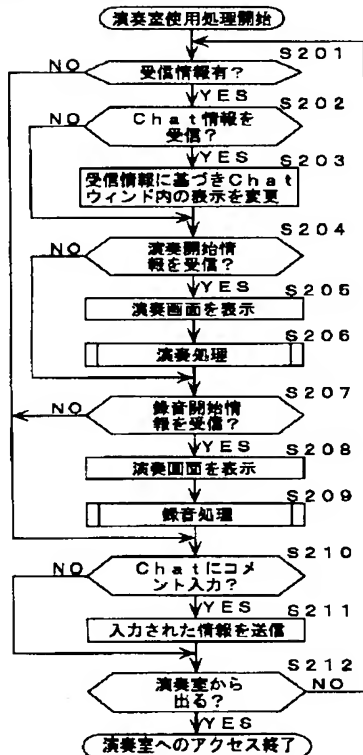 演奏室使用処理開始
S201
NO
受信情報有?
YES
S202
NO
Chat情報を
受信?
YES
S203
受信情報に基づきChat
ウィンド内の表示を変更
S204
NO
演奏開始情
報を受信?
YES
S205
演奏画面を表示
S206
演奏処理
S207
NO
録音開始情
報を受信?
YES
S208
演奏画面を表示
S209
録音処理
S210
NO
Chatにコメ
ント入力?
YES
S211
入力された情報を送信
S212
演奏室から
出る?
NO
YES
演奏室へのアクセス終了